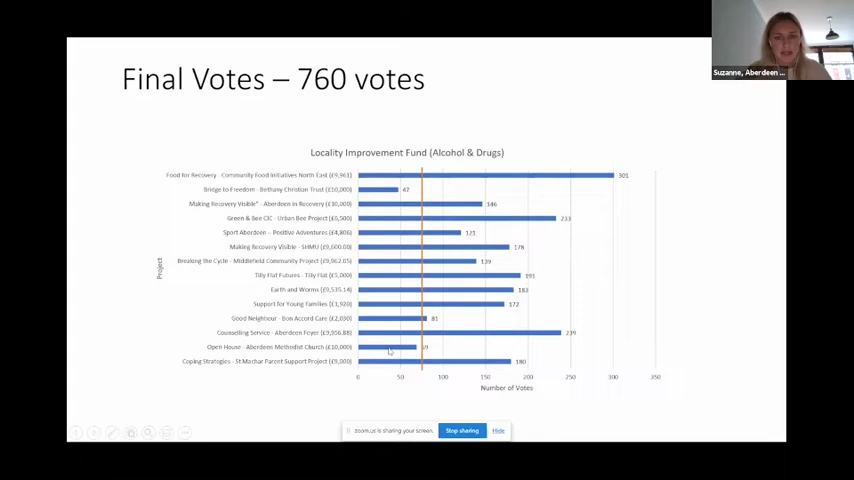 Suzanne, Aberdeen ...
Final Votes – 760 votes
Locality Improvement Fund (Alcohol & Drugs)
Food for Recovery - Community Food Initiatives North East (£9,961) 301
Bridge to Freedom - Bethany Christian Trust (£10,000) 47
Making Recovery Visible" - Aberdeen in Recovery (£10,000) 146
Green & Bee CIC - Urban Bee Project (£6,500) 233
Sport Aberdeen – Positive Adventures (£4,806) 121
Making Recovery Visible - SHMU (£9,600.00) 178
Breaking the Cycle - Middlefield Community Project (£9,962.05) 139
Tilly Flat Futures - Tilly Flat (£5,000) 191
Earth and Worms (£9,535.14) 183
Support for Young Families (£1,920) 172
Good Neighbour - Bon Accord Care (£2,000) 81
Counselling Service - Aberdeen Foyer (£9,956.88) 239
Open House - Aberdeen Methodist Church (£10,000) 69
Coping Strategies - St Machar Parent Support Project (£9,000) 180
Project
0 50 100 150 200 250 300 350
Number of Votes
zoom.us is sharing your screen. Stop sharing Hide